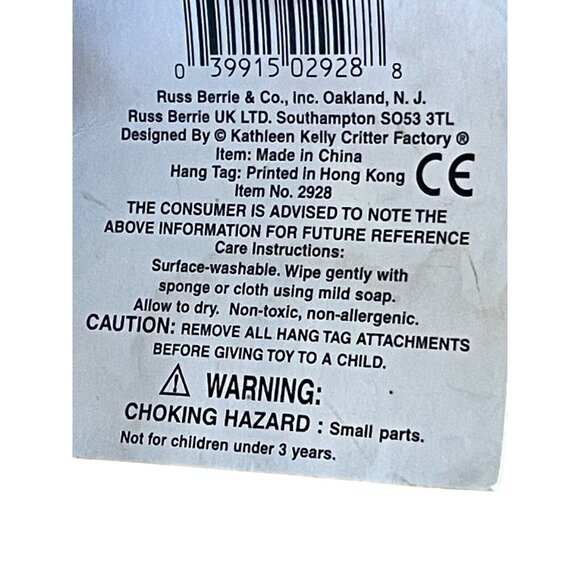 0 39915 02928 8
Russ Berrie & Co., Inc. Oakland, N. J.
Russ Berrie UK LTD. Southampton SO53 3TL
Designed By © Kathleen Kelly Critter Factory ®
Item: Made in China
Hang Tag: Printed in Hong Kong CE
Item No. 2928
THE CONSUMER IS ADVISED TO NOTE THE
ABOVE INFORMATION FOR FUTURE REFERENCE
Care Instructions:
Surface-washable. Wipe gently with
sponge or cloth using mild soap.
Allow to dry. Non-toxic, non-allergenic.
CAUTION: REMOVE ALL HANG TAG ATTACHMENTS
BEFORE GIVING TOY TO A CHILD.
⚠ WARNING:
CHOKING HAZARD : Small parts.
Not for children under 3 years.